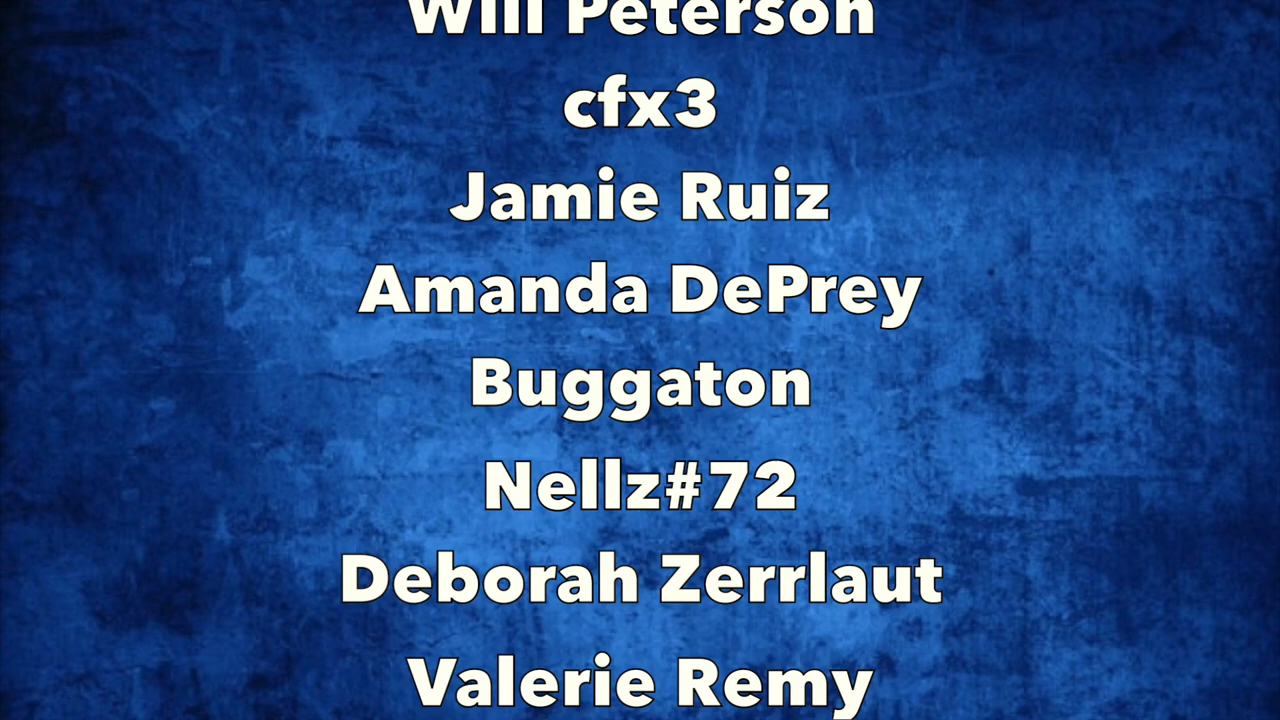 Will Peterson
cfx3
Jamie Ruiz
Amanda DePrey
Buggaton
Nellz#72
Deborah Zerrlaut
Valerie Remy